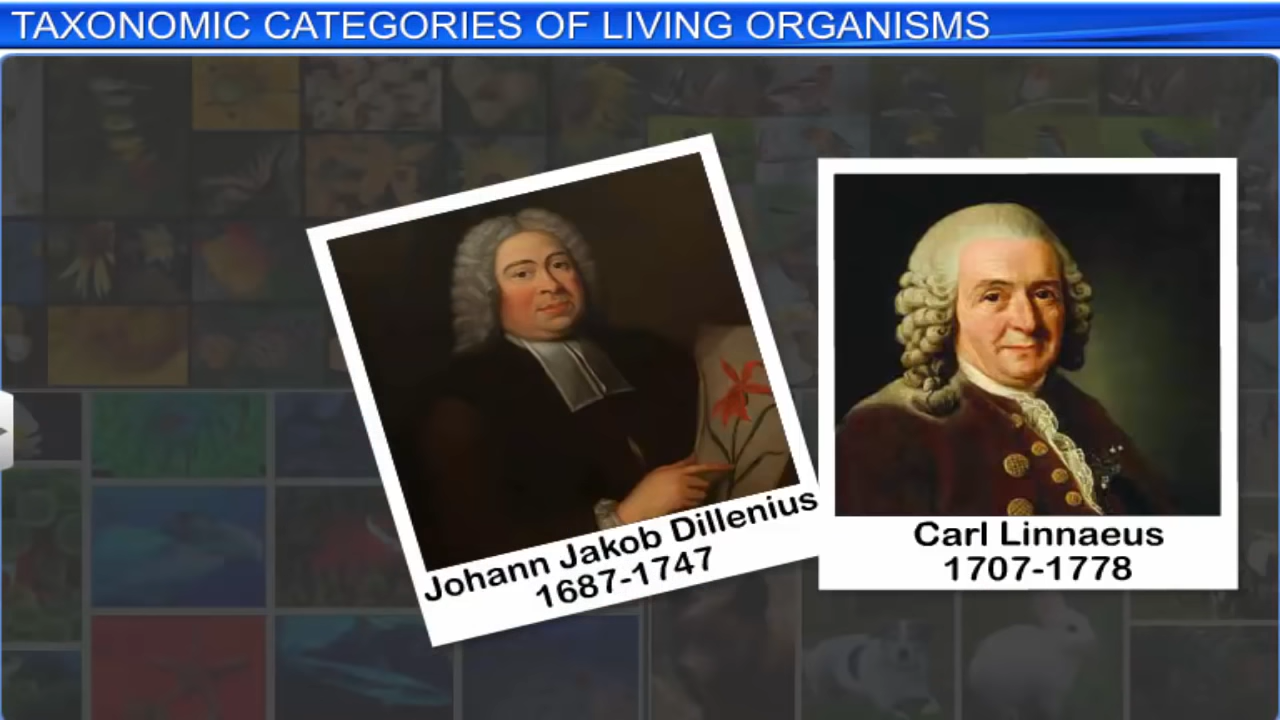 TAXONOMIC CATEGORIES OF LIVING ORGANISMS
Johann Jakob Dillenius
1687-1747
Carl Linnaeus
1707-1778